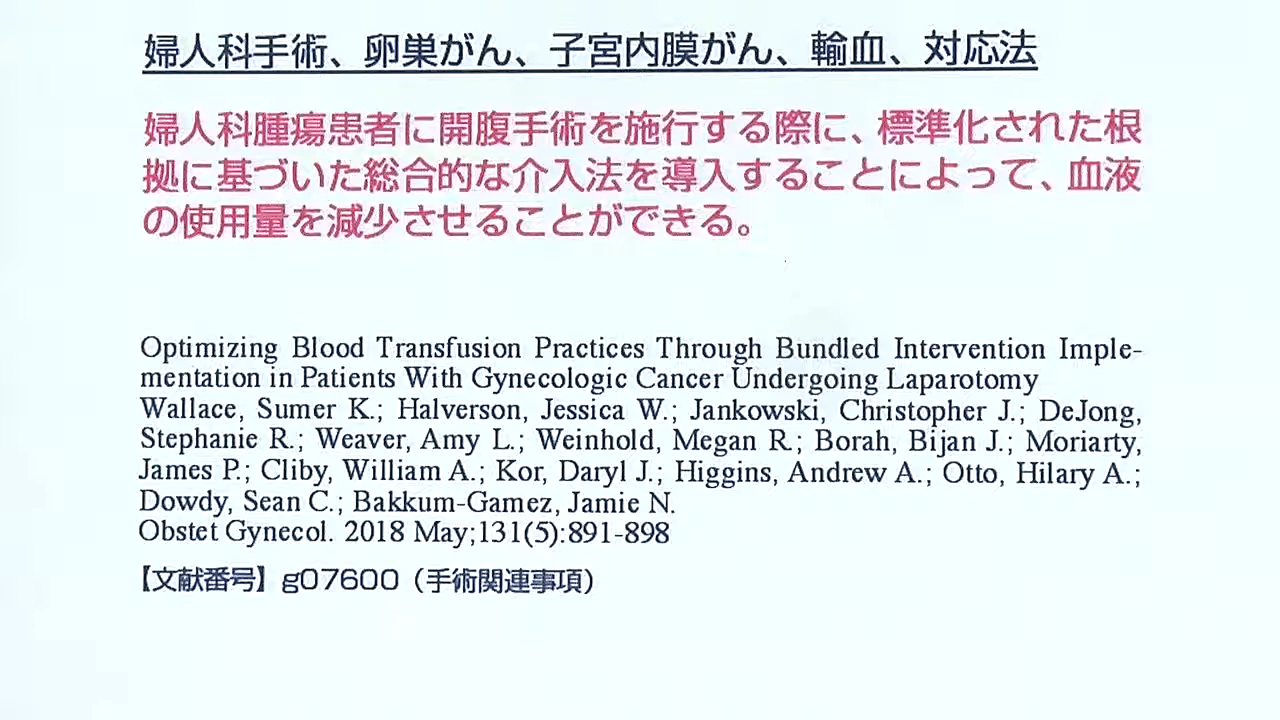 婦人科手術、卵巣がん、子宮内膜がん、輸血、対応法
婦人科腫瘍患者に開腹手術を施行する際に、標準化された根
拠に基づいた総合的な介入法を導入することによって、血液
の使用量を減少させることができる。
Optimizing Blood Transfusion Practices Through Bundled Intervention Imple-
mentation in Patients With Gynecologic Cancer Undergoing Laparotomy
Wallace, Sumer K.; Halverson, Jessica W.; Jankowski, Christopher J.; DeJong,
Stephanie R.; Weaver, Amy L.; Weinhold, Megan R.; Borah, Bijan J.; Moriarty,
James P.; Cliby, William A.; Kor, Daryl J.; Higgins, Andrew A.; Otto, Hilary A.;
Dowdy, Sean C.; Bakkum-Gamez, Jamie N.
Obstet Gynecol. 2018 May;131(5):891-898
【文献番号】g07600（手術関連事項）